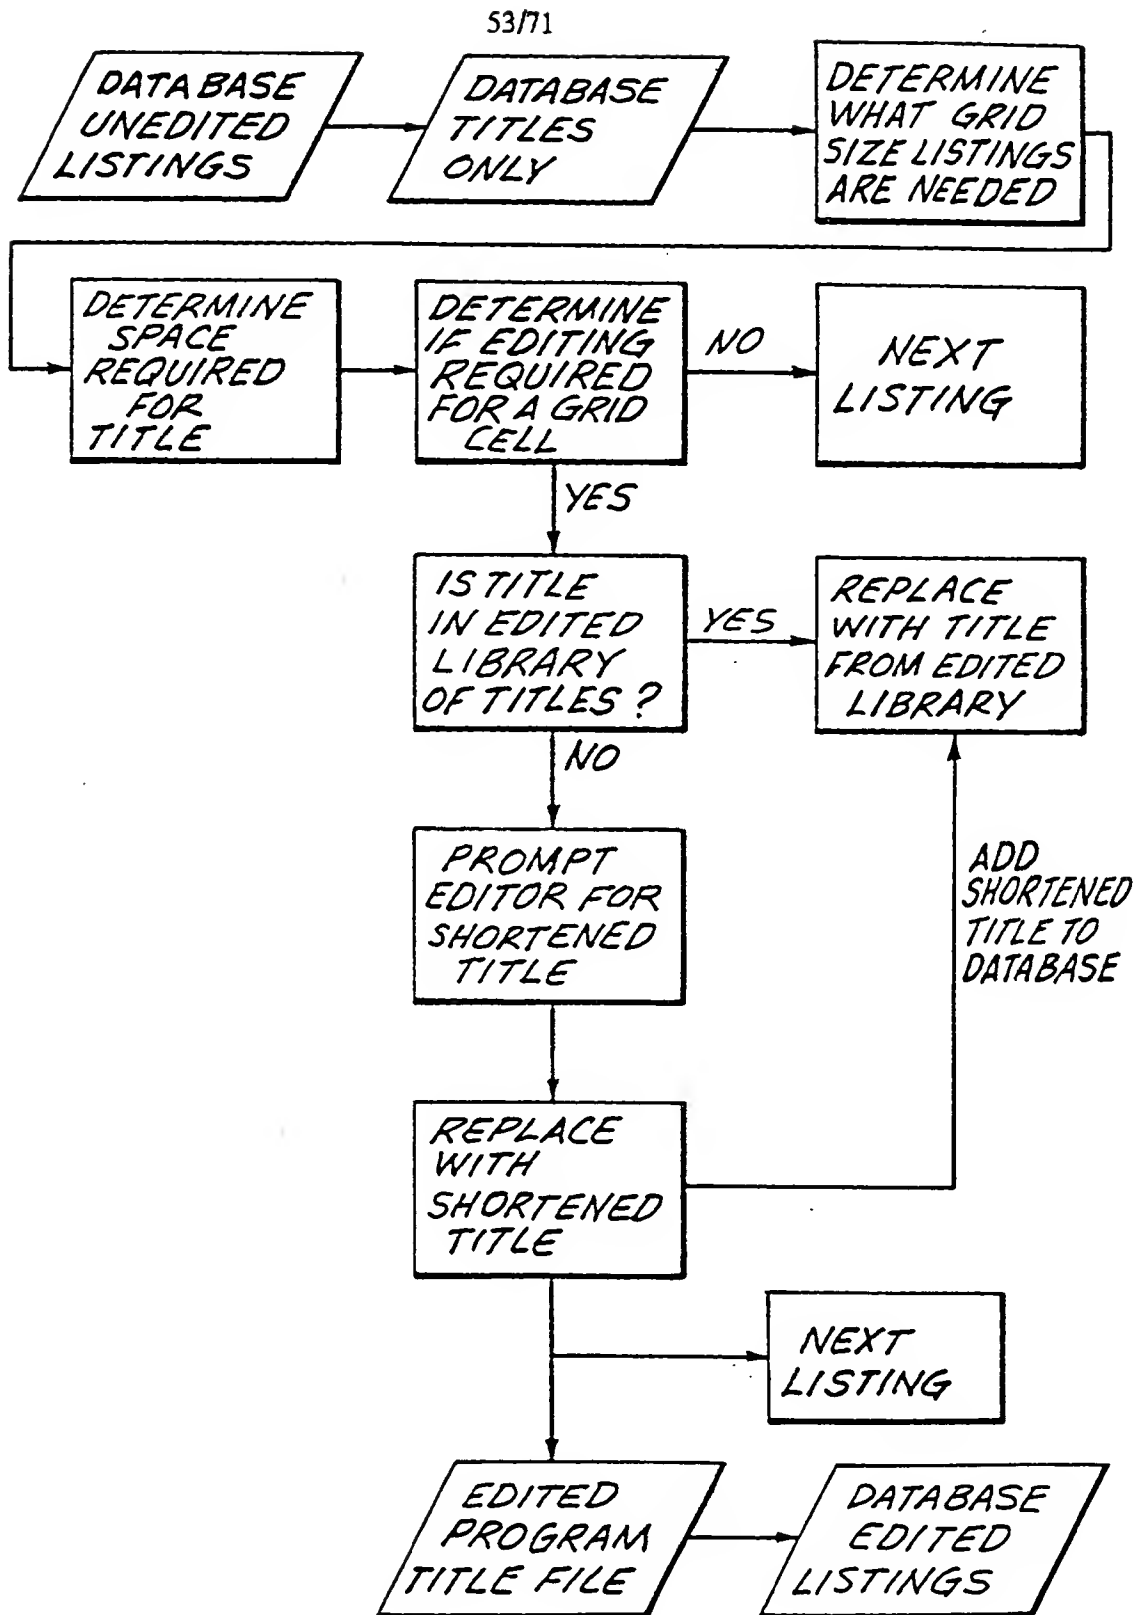 53/71
DATABASE
UNEDITED
LISTINGS
DATABASE
TITLES
ONLY
DETERMINE
WHAT GRID
SIZE LISTINGS
ARE NEEDED
DETERMINE
SPACE
REQUIRED
FOR
TITLE
DETERMINE
IF EDITING
REQUIRED
FOR A GRID
CELL
NO
NEXT
LISTING
YES
IS TITLE
IN EDITED
LIBRARY
OF TITLES?
YES
REPLACE
WITH TITLE
FROM EDITED
LIBRARY
NO
PROMPT
EDITOR FOR
SHORTENED
TITLE
ADD
SHORTENED
TITLE TO
DATABASE
REPLACE
WITH
SHORTENED
TITLE
NEXT
LISTING
EDITED
PROGRAM
TITLE FILE
DATABASE
EDITED
LISTINGS